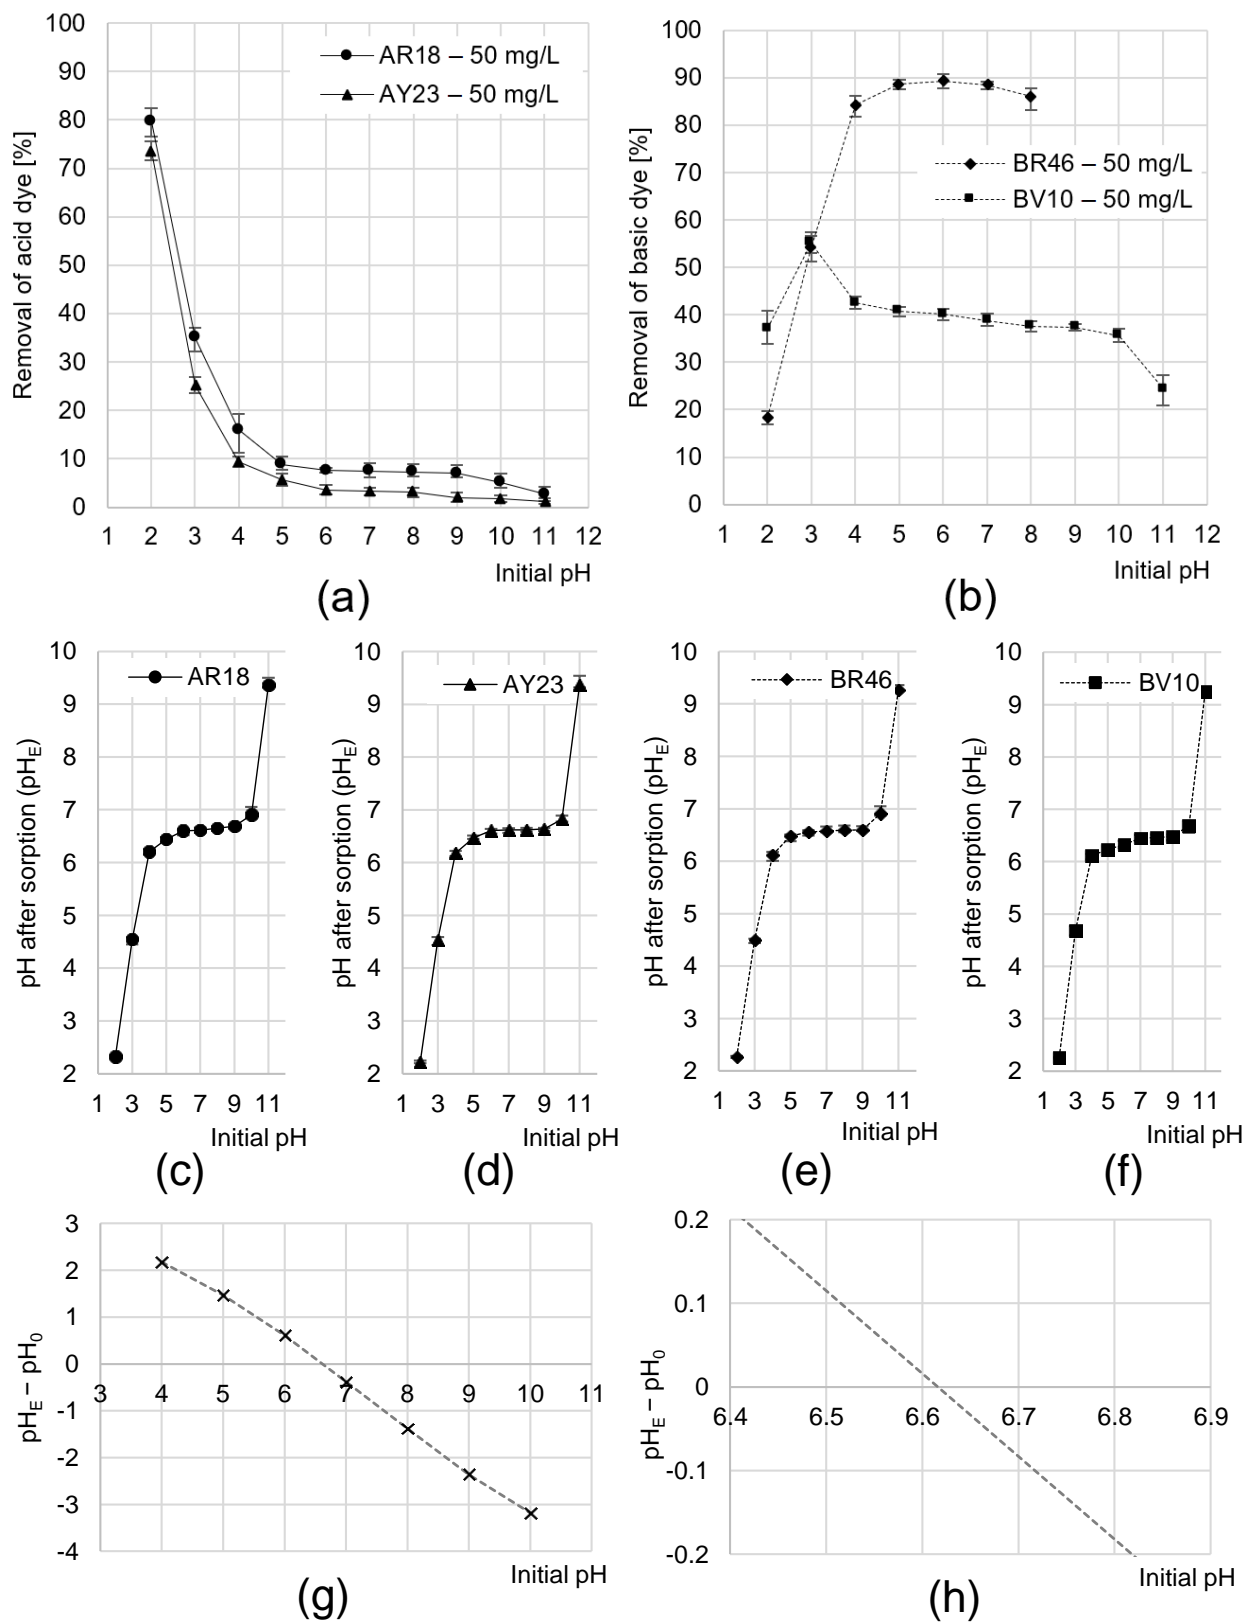 100
90
80
70
60
50
40
30
20
10
0
Removal of acid dye [%]
AR18 – 50 mg/L
AY23 – 50 mg/L
1 2 3 4 5 6 7 8 9 10 11 12
Initial pH
(a)
100
90
80
70
60
50
40
30
20
10
0
Removal of basic dye [%]
BR46 – 50 mg/L
BV10 – 50 mg/L
1 2 3 4 5 6 7 8 9 10 11 12
Initial pH
(b)
10
9
8
7
6
5
4
3
2
pH after sorption (pHE)
AR18
1 3 5 7 9 11
Initial pH
(c)
10
9
8
7
6
5
4
3
2
pH after sorption (pHE)
AY23
1 3 5 7 9 11
Initial pH
(d)
10
9
8
7
6
5
4
3
2
pH after sorption (pHE)
BR46
1 3 5 7 9 11
Initial pH
(e)
10
9
8
7
6
5
4
3
2
pH after sorption (pHE)
BV10
1 3 5 7 9 11
Initial pH
(f)
3
2
1
0
-1
-2
-3
-4
pHE – pH0
3 4 5 6 7 8 9 10 11
Initial pH
(g)
0.2
0.1
0
-0.1
-0.2
pHE – pH0
6.4 6.5 6.6 6.7 6.8 6.9
Initial pH
(h)